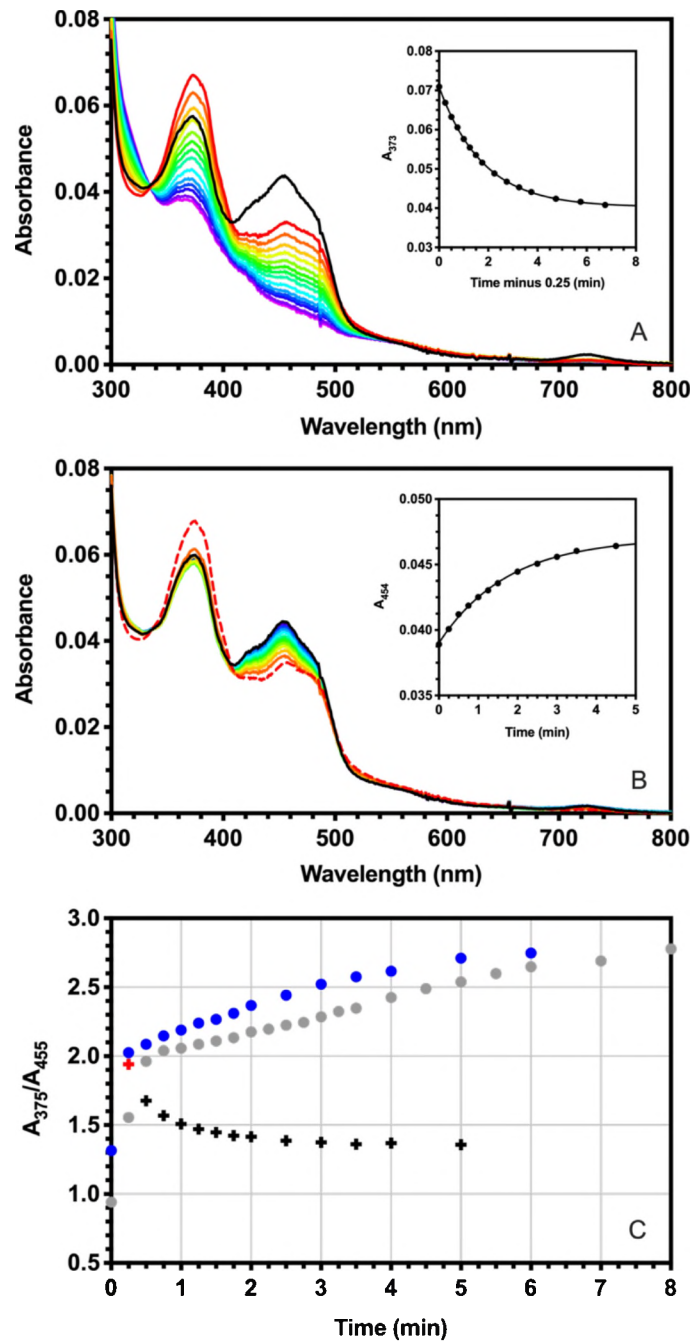 0.08
0.06
0.04
0.02
0.00
Absorbance
300 400 500 600 700 800
Wavelength (nm)
A
0.08
0.07
0.06
0.05
0.04
0.03
A373
0 2 4 6 8
Time minus 0.25 (min)
0.08
0.06
0.04
0.02
0.00
Absorbance
300 400 500 600 700 800
Wavelength (nm)
B
0.050
0.045
0.040
0.035
A454
0 1 2 3 4 5
Time (min)
3.0
2.5
2.0
1.5
1.0
0.5
A375/A455
0 1 2 3 4 5 6 7 8
Time (min)
C